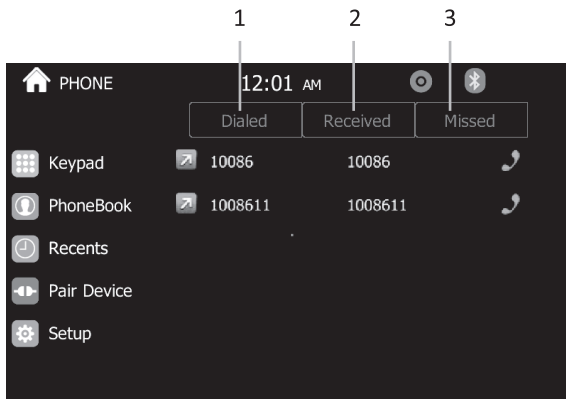 1 2 3
PHONE 12:01 AM
Dialed Received Missed
Keypad 10086 10086
PhoneBook 1008611 1008611
Recents
Pair Device
Setup